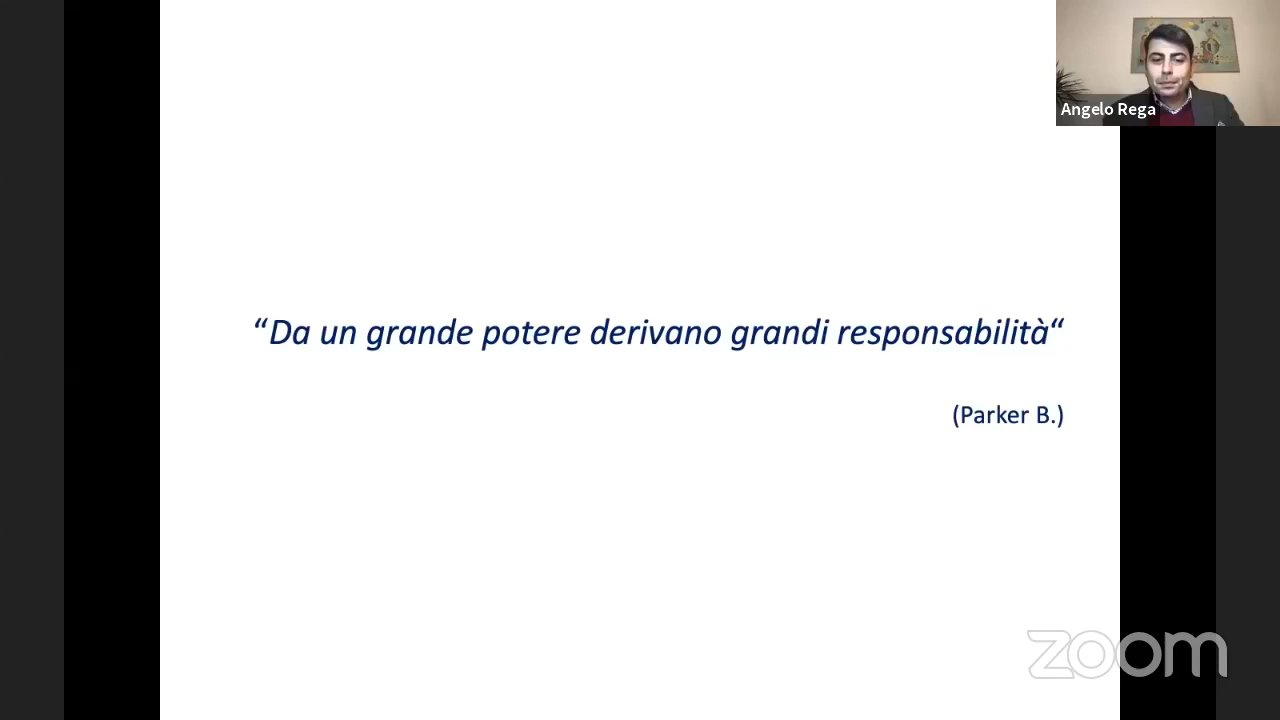 Angelo Rega
“Da un grande potere derivano grandi responsabilità“
(Parker B.)
zoom